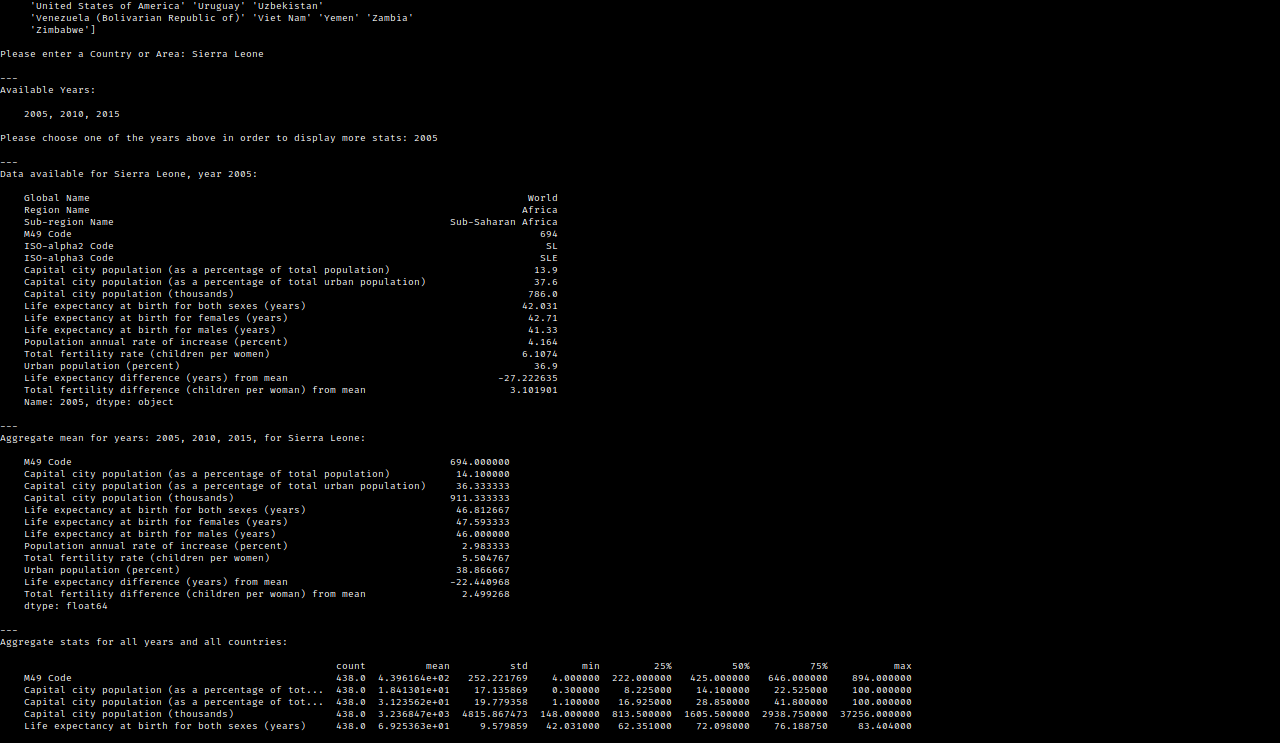 'United States of America' 'Uruguay' 'Uzbekistan'
'Venezuela (Bolivarian Republic of)' 'Viet Nam' 'Yemen' 'Zambia'
'Zimbabwe']
Please enter a Country or Area: Sierra Leone
---
Available Years:
2005, 2010, 2015
Please choose one of the years above in order to display more stats: 2005
---
Data available for Sierra Leone, year 2005:
Global Name World
Region Name Africa
Sub-region Name Sub-Saharan Africa
M49 Code 694
ISO-alpha2 Code SL
ISO-alpha3 Code SLE
Capital city population (as a percentage of total population) 13.9
Capital city population (as a percentage of total urban population) 37.6
Capital city population (thousands) 786.0
Life expectancy at birth for both sexes (years) 42.031
Life expectancy at birth for females (years) 42.71
Life expectancy at birth for males (years) 41.33
Population annual rate of increase (percent) 4.164
Total fertility rate (children per women) 6.1074
Urban population (percent) 36.9
Life expectancy difference (years) from mean -27.222635
Total fertility difference (children per woman) from mean 3.101901
Name: 2005, dtype: object
---
Aggregate mean for years: 2005, 2010, 2015, for Sierra Leone:
M49 Code 694.000000
Capital city population (as a percentage of total population) 14.100000
Capital city population (as a percentage of total urban population) 36.333333
Capital city population (thousands) 911.333333
Life expectancy at birth for both sexes (years) 46.812667
Life expectancy at birth for females (years) 47.593333
Life expectancy at birth for males (years) 46.000000
Population annual rate of increase (percent) 2.983333
Total fertility rate (children per women) 5.504767
Urban population (percent) 38.866667
Life expectancy difference (years) from mean -22.440968
Total fertility difference (children per woman) from mean 2.499268
dtype: float64
---
Aggregate stats for all years and all countries:
count mean std min 25% 50% 75% max
M49 Code 438.0 4.396164e+02 252.221769 4.000000 222.000000 425.000000 646.000000 894.000000
Capital city population (as a percentage of tot... 438.0 1.841301e+01 17.135869 0.300000 8.225000 14.100000 22.525000 100.000000
Capital city population (as a percentage of tot... 438.0 3.123562e+01 19.779358 1.100000 16.925000 28.850000 41.800000 100.000000
Capital city population (thousands) 438.0 3.236847e+03 4815.867473 148.000000 813.500000 1605.500000 2938.750000 37256.000000
Life expectancy at birth for both sexes (years) 438.0 6.925363e+01 9.579859 42.031000 62.351000 72.098000 76.188750 83.404000